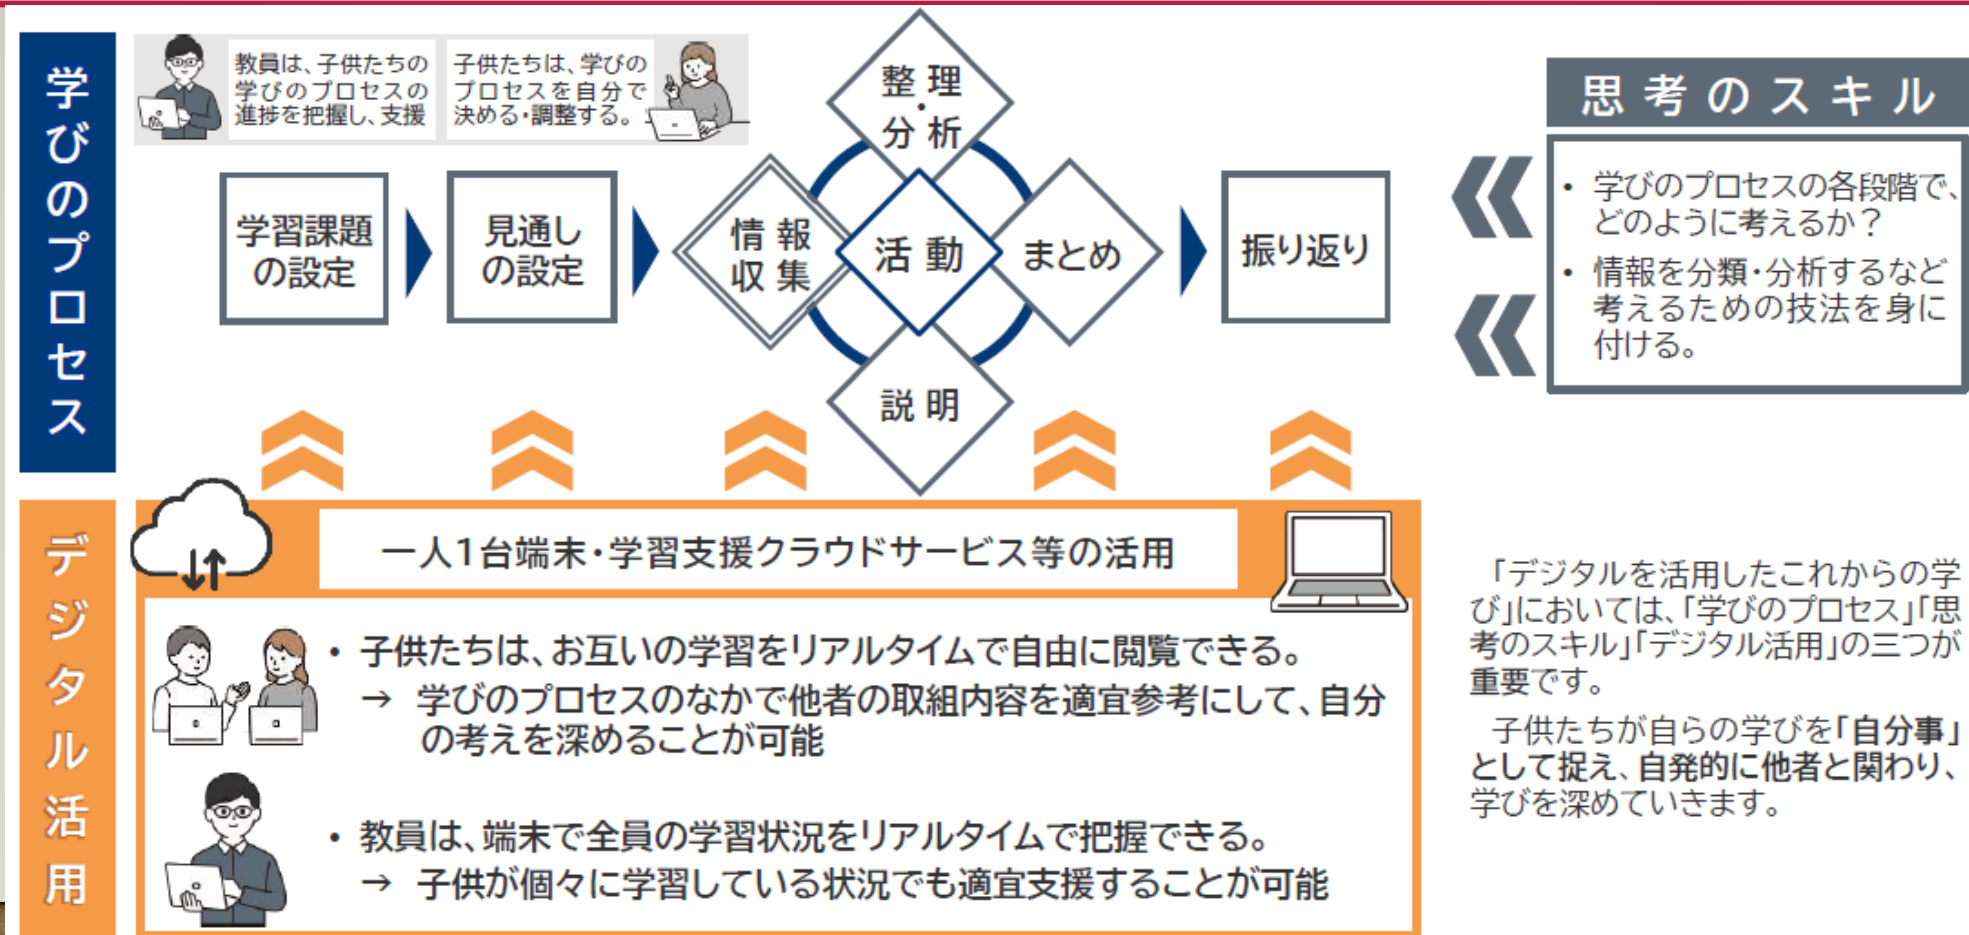 学びのプロセス
教員は、子供たちの
学びのプロセスの
進捗を把握し、支援
子供たちは、学びの
プロセスを自分で
決める・調整する。
学習課題
の設定
見通し
の設定
情報
収集
整理
・
分析
活動
まとめ
説明
振り返り
思考のスキル
• 学びのプロセスの各段階で、
どのように考えるか？
• 情報を分類・分析するなど
考えるための技法を身に
付ける。
デジタル活用
一人1台端末・学習支援クラウドサービス等の活用
• 子供たちは、お互いの学習をリアルタイムで自由に閲覧できる。
→ 学びのプロセスのなかで他者の取組内容を適宜参考にして、自分
の考えを深めることが可能
• 教員は、端末で全員の学習状況をリアルタイムで把握できる。
→ 子供が個々に学習している状況でも適宜支援することが可能
「デジタルを活用したこれからの学
び」においては、「学びのプロセス」「思
考のスキル」「デジタル活用」の三つが
重要です。
子供たちが自らの学びを「自分事」
として捉え、自発的に他者と関わり、
学びを深めていきます。